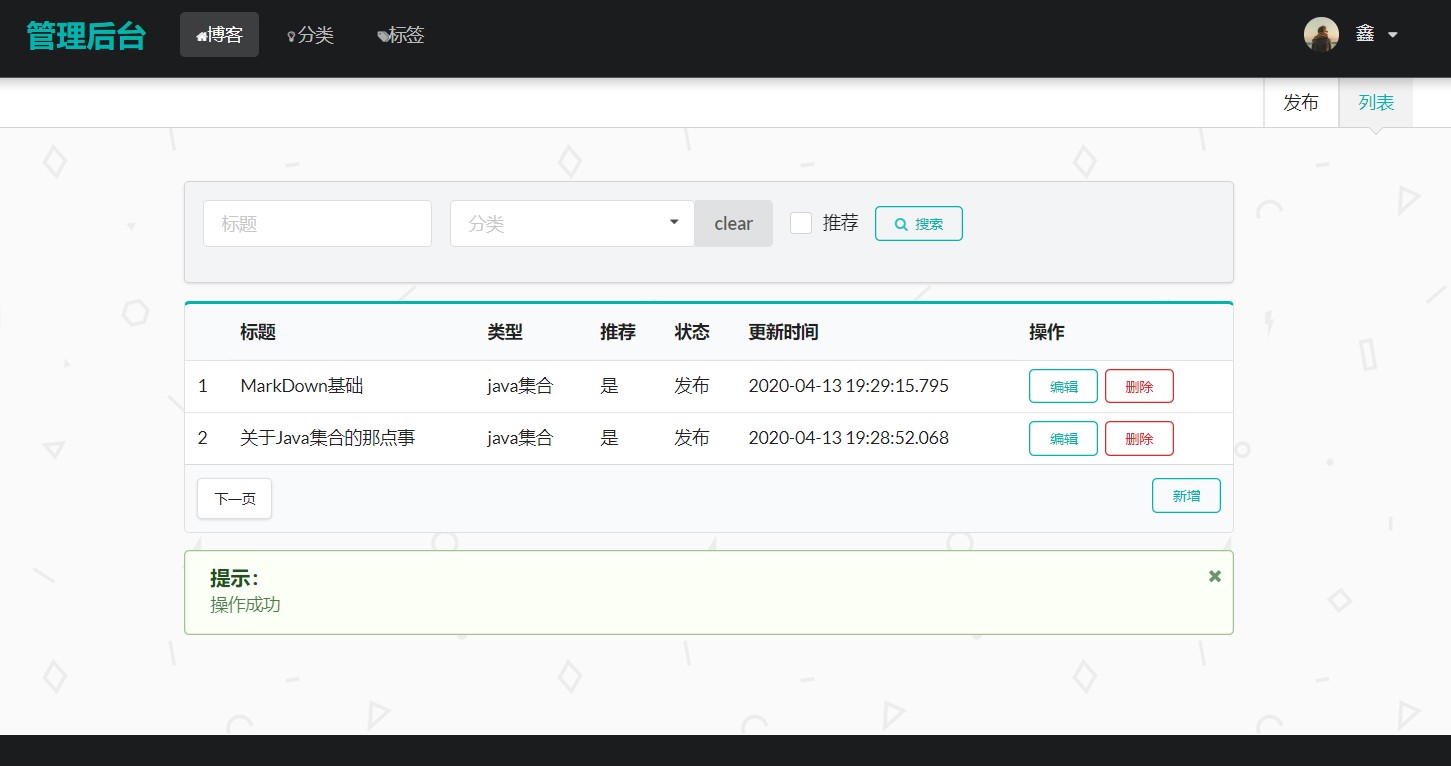 管理后台 博客 分类 标签 鑫
发布 列表
标题 分类 clear 推荐 搜索
标题 类型 推荐 状态 更新时间 操作
1 MarkDown基础 java集合 是 发布 2020-04-13 19:29:15.795 编辑 删除
2 关于Java集合的那点事 java集合 是 发布 2020-04-13 19:28:52.068 编辑 删除
下一页 新增
提示：
操作成功